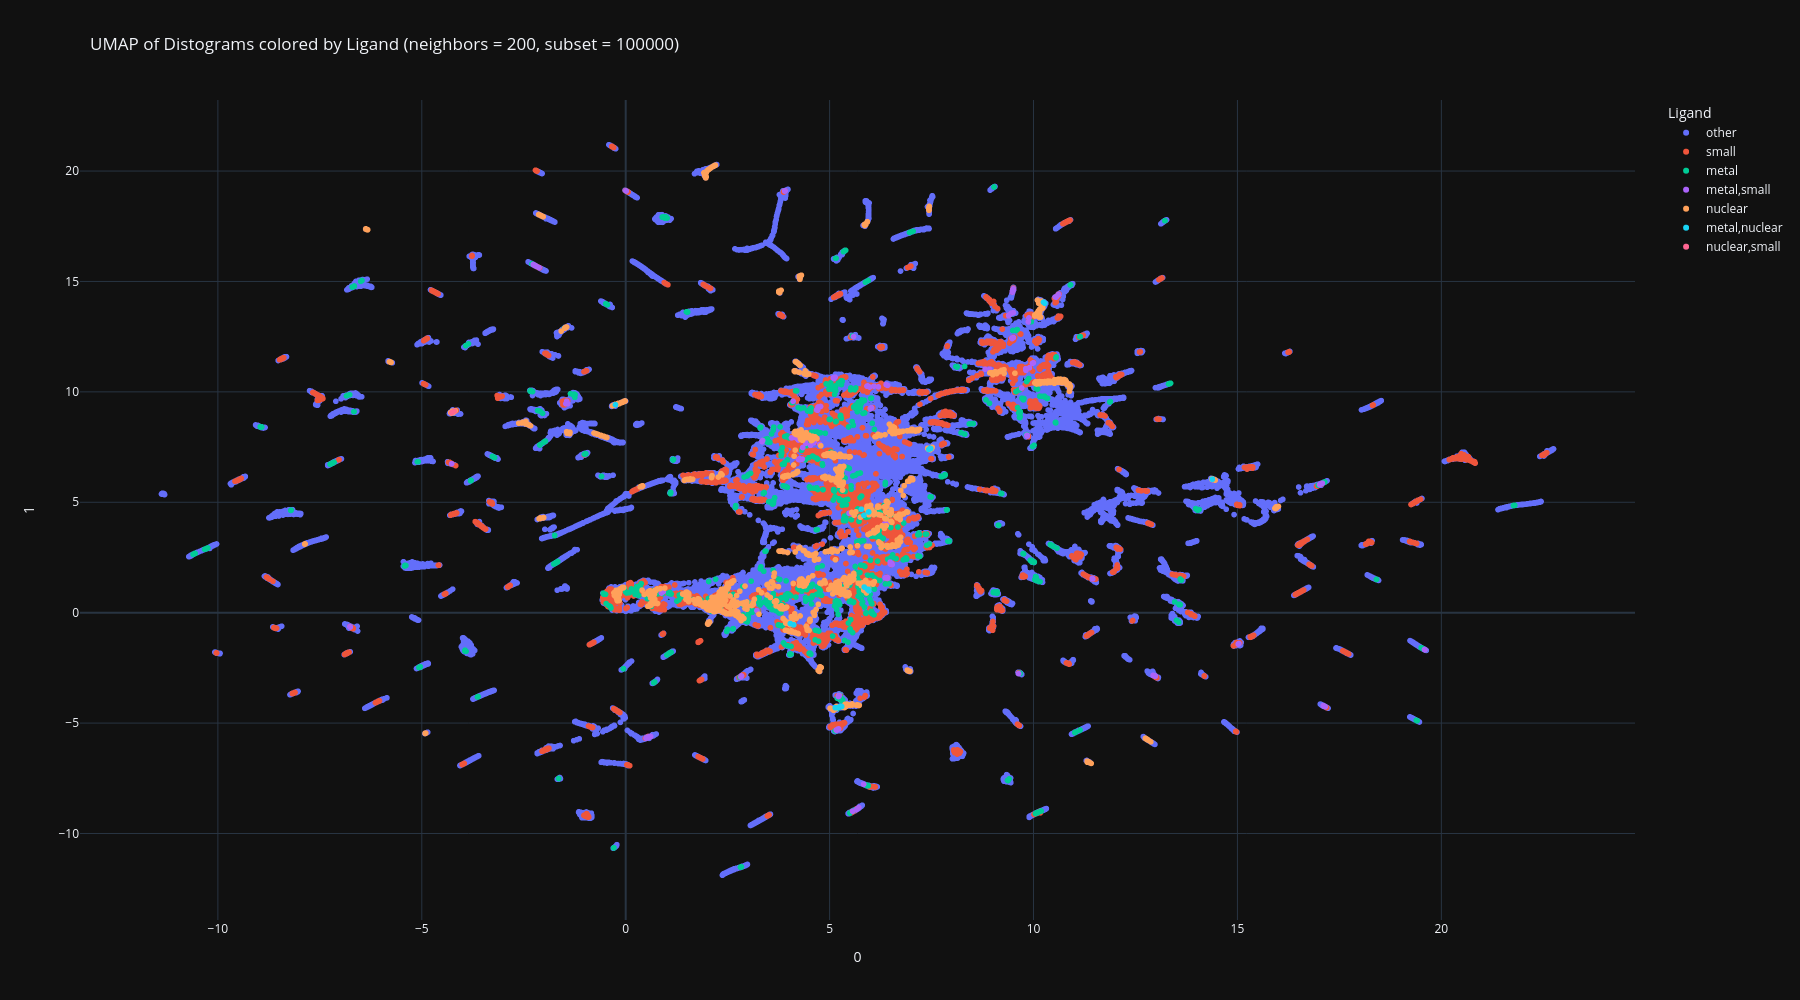 UMAP of Distograms colored by Ligand (neighbors = 200, subset = 100000)
Ligand
other
small
metal
metal,small
nuclear
metal,nuclear
nuclear,small
20
15
10
5
0
−5
−10
1
−10 −5 0 5 10 15 20
0